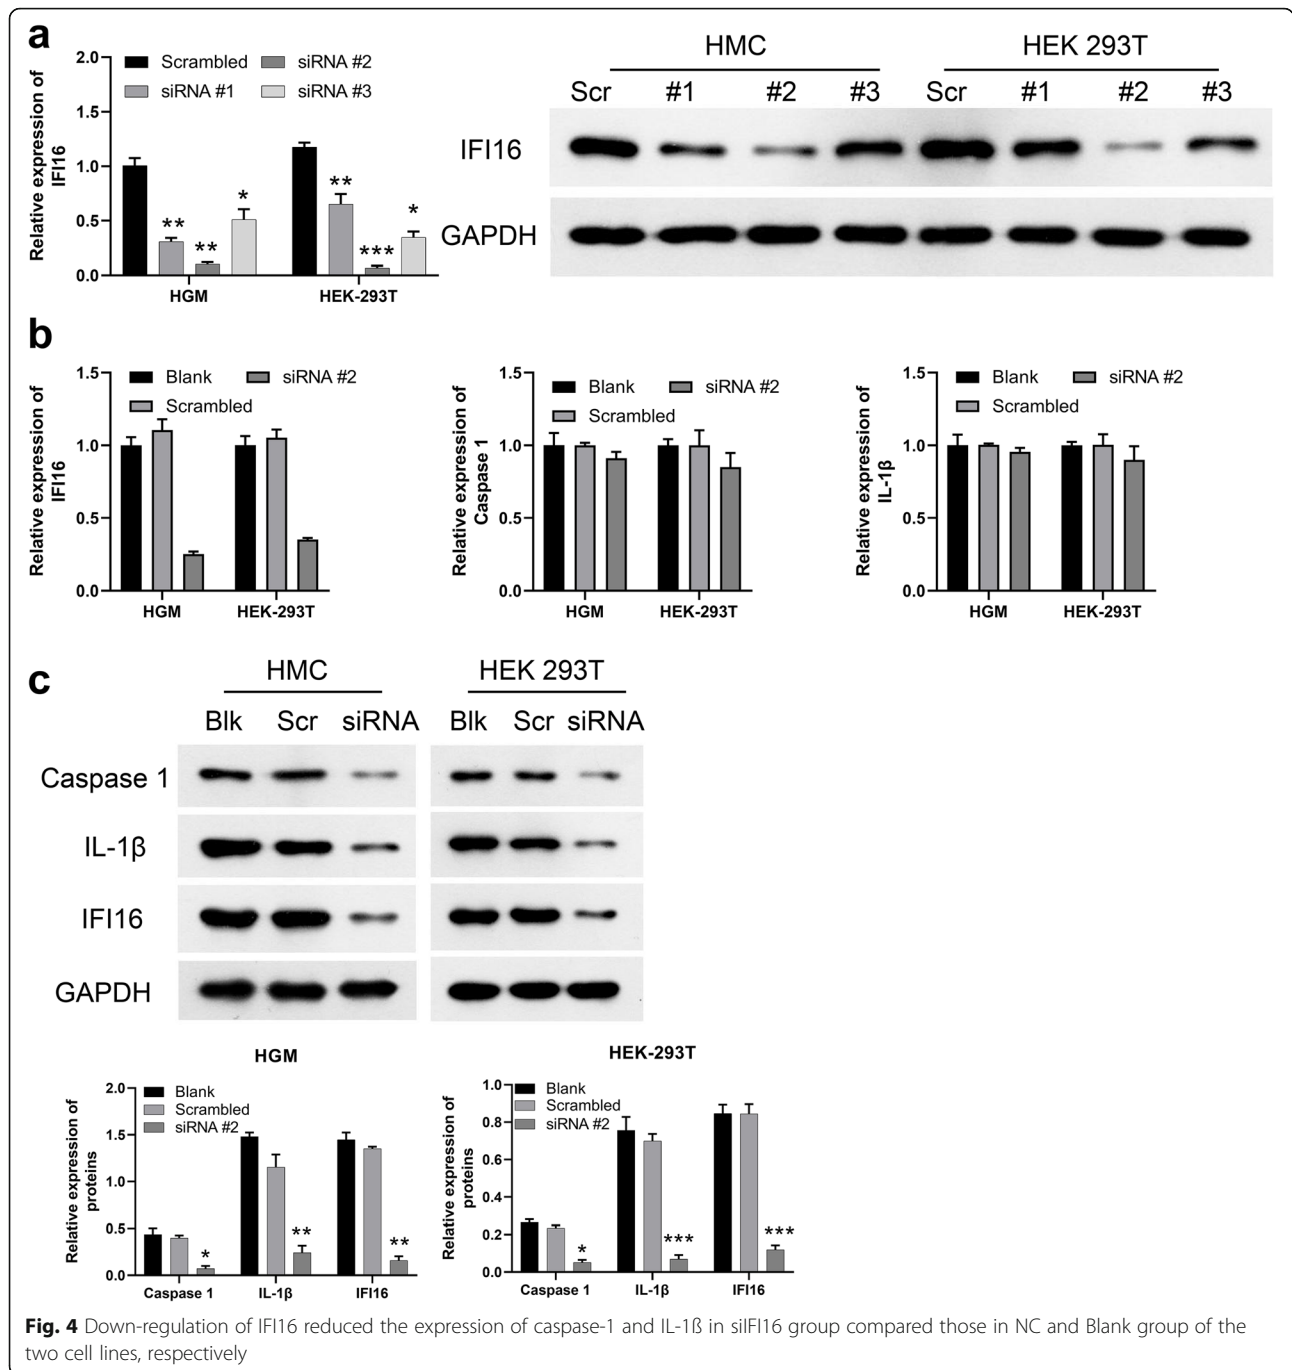 a
2.0
1.5
1.0
0.5
0.0
Relative expression of
IFI16
Scrambled
siRNA #2
siRNA #1
siRNA #3
** ** * ** *** *
HGM HEK-293T
HMC HEK 293T
Scr #1 #2 #3 Scr #1 #2 #3
IFI16
GAPDH
b
1.5
1.0
0.5
0.0
Relative expression of
IFI16
Blank siRNA #2
Scrambled
HGM HEK-293T
1.5
1.0
0.5
0.0
Relative expression of
Caspase 1
Blank siRNA #2
Scrambled
HGM HEK-293T
1.5
1.0
0.5
0.0
Relative expression of
IL-1β
Blank siRNA #2
Scrambled
HGM HEK-293T
c
HMC HEK 293T
Blk Scr siRNA Blk Scr siRNA
Caspase 1
IL-1β
IFI16
GAPDH
HGM
2.0
1.5
1.0
0.5
0.0
Relative expression of
proteins
Blank
Scrambled
siRNA #2
* ** **
Caspase 1 IL-1β IFI16
HEK-293T
1.0
0.8
0.6
0.4
0.2
0.0
Relative expression of
proteins
Blank
Scrambled
siRNA #2
* *** ***
Caspase 1 IL-1β IFI16
Fig. 4 Down-regulation of IFI16 reduced the expression of caspase-1 and IL-1ß in siIFI16 group compared those in NC and Blank group of the
two cell lines, respectively